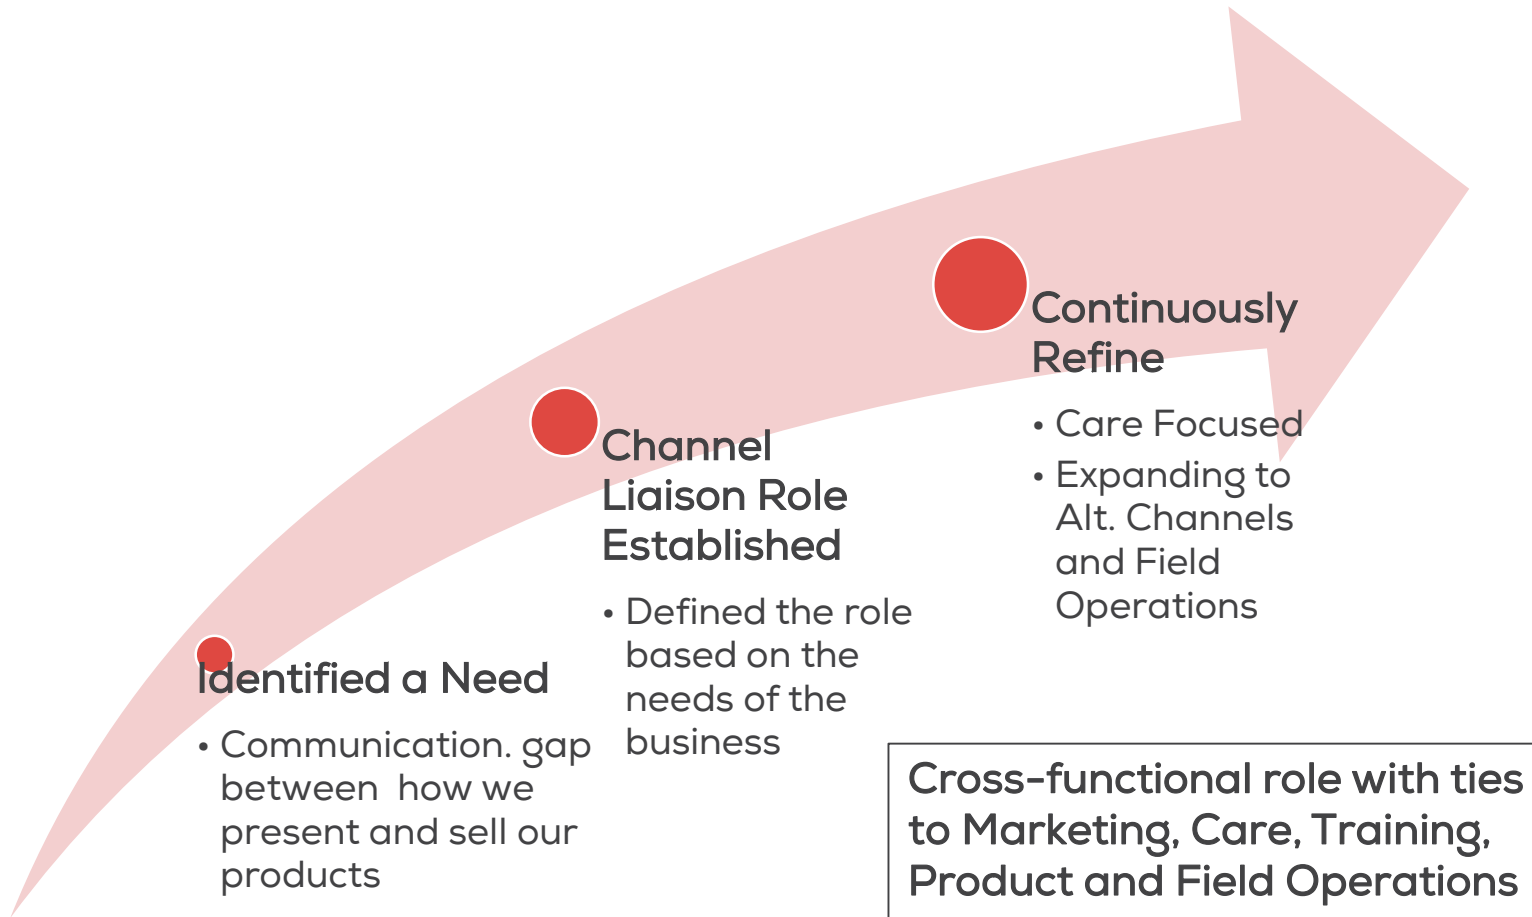 Identified a Need
• Communication. gap
between  how we
present and sell our
products
Channel
Liaison Role
Established
• Defined the role
based on the
needs of the
business
Continuously
Refine
• Care Focused
• Expanding to
Alt. Channels
and Field
Operations
Cross-functional role with ties
to Marketing, Care, Training,
Product and Field Operations